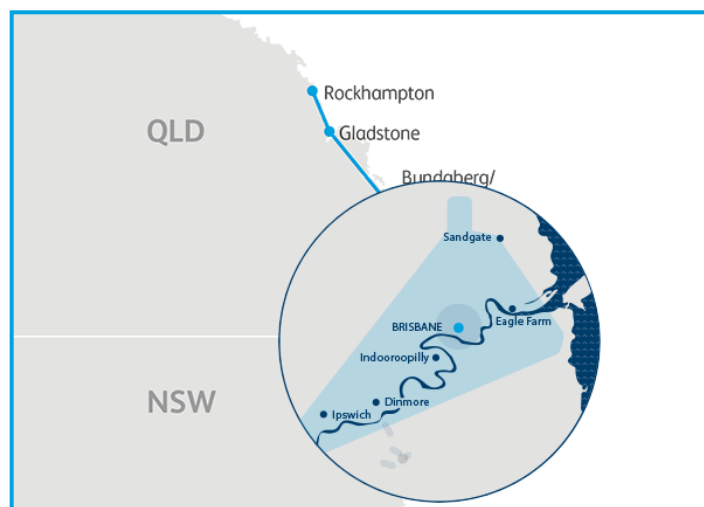 Rockhampton
QLD
Gladstone
Bundaberg/
Sandgate
Eagle Farm
BRISBANE
Indooroopilly
NSW
Dinmore
Ipswich